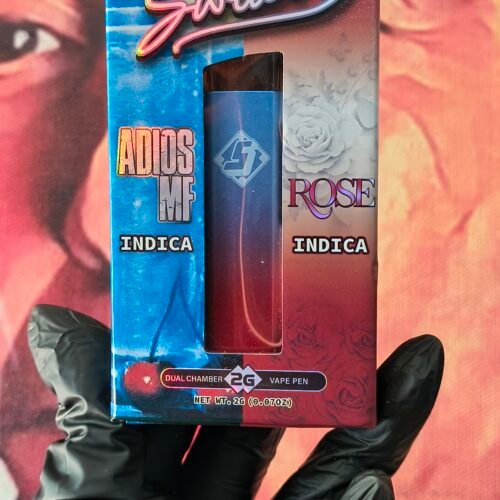 ADIOS
MF
INDICA
ROSE
INDICA
DUAL CHAMBER 2G VAPE PEN
NET WT. 2G (0.07OZ)